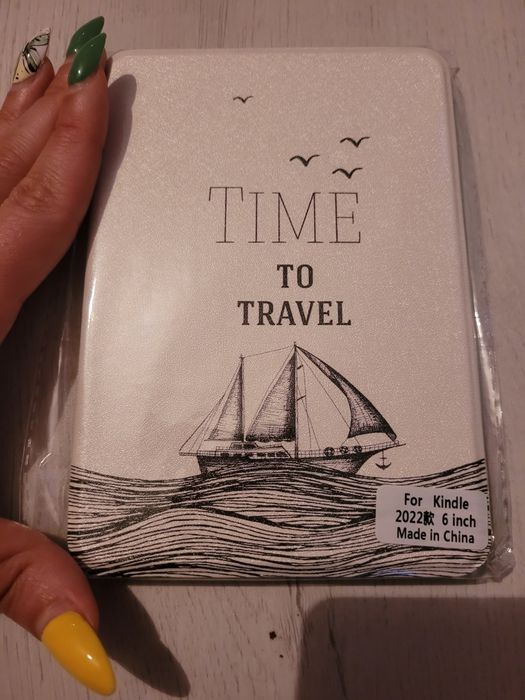 TIME
TO
TRAVEL
For Kindle
2022款 6 inch
Made in China